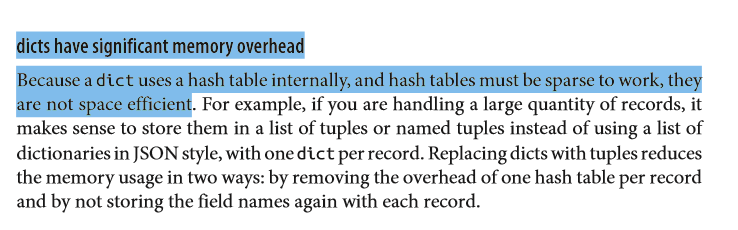 dicts have significant memory overhead
Because a dict uses a hash table internally, and hash tables must be sparse to work, they
are not space efficient. For example, if you are handling a large quantity of records, it
makes sense to store them in a list of tuples or named tuples instead of using a list of
dictionaries in JSON style, with one dict per record. Replacing dicts with tuples reduces
the memory usage in two ways: by removing the overhead of one hash table per record
and by not storing the field names again with each record.